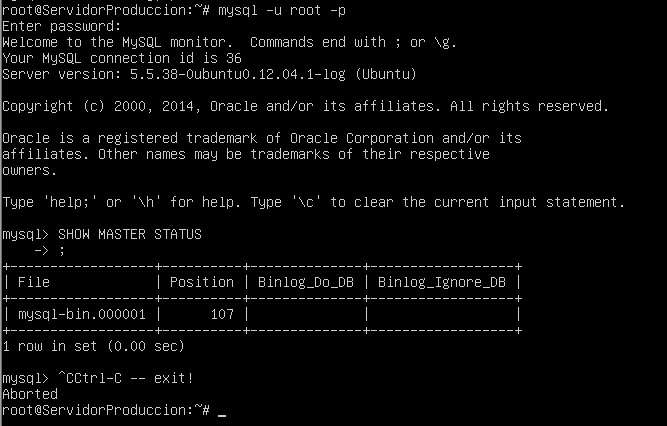 root@ServidorProduccion:~# mysql -u root -p
Enter password:
Welcome to the MySQL monitor.  Commands end with ; or \g.
Your MySQL connection id is 36
Server version: 5.5.38-0ubuntu0.12.04.1-log (Ubuntu)

Copyright (c) 2000, 2014, Oracle and/or its affiliates. All rights reserved.

Oracle is a registered trademark of Oracle Corporation and/or its
affiliates. Other names may be trademarks of their respective
owners.

Type 'help;' or '\h' for help. Type '\c' to clear the current input statement.

mysql> SHOW MASTER STATUS
    -> ;
+------------------+----------+--------------+------------------+
| File             | Position | Binlog_Do_DB | Binlog_Ignore_DB |
+------------------+----------+--------------+------------------+
| mysql-bin.000001 |      107 |              |                  |
+------------------+----------+--------------+------------------+
1 row in set (0.00 sec)

mysql> ^CCtrl-C -- exit!
Aborted
root@ServidorProduccion:~# _